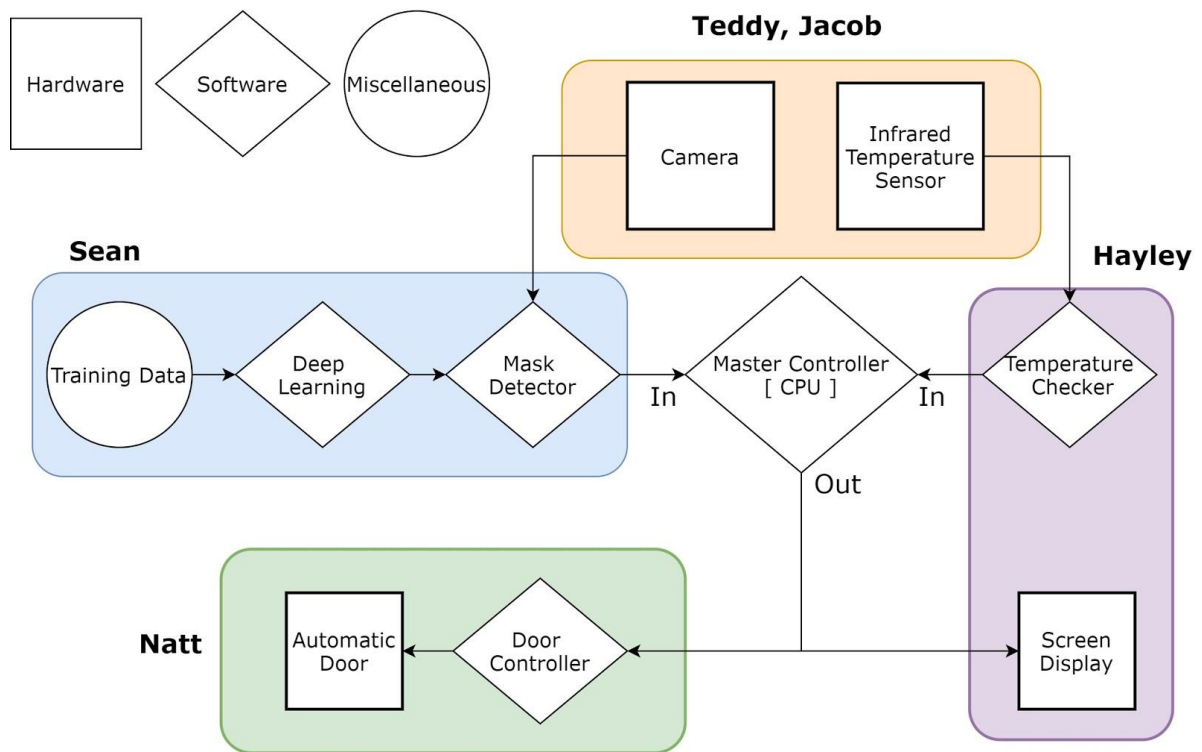 Teddy, Jacob
Hardware
Software
Miscellaneous
Camera
Infrared
Temperature
Sensor
Sean
Hayley
Training Data
Deep
Learning
Mask
Detector
In
Master Controller
[ CPU ]
In
Temperature
Checker
Out
Natt
Automatic
Door
Door
Controller
Screen
Display